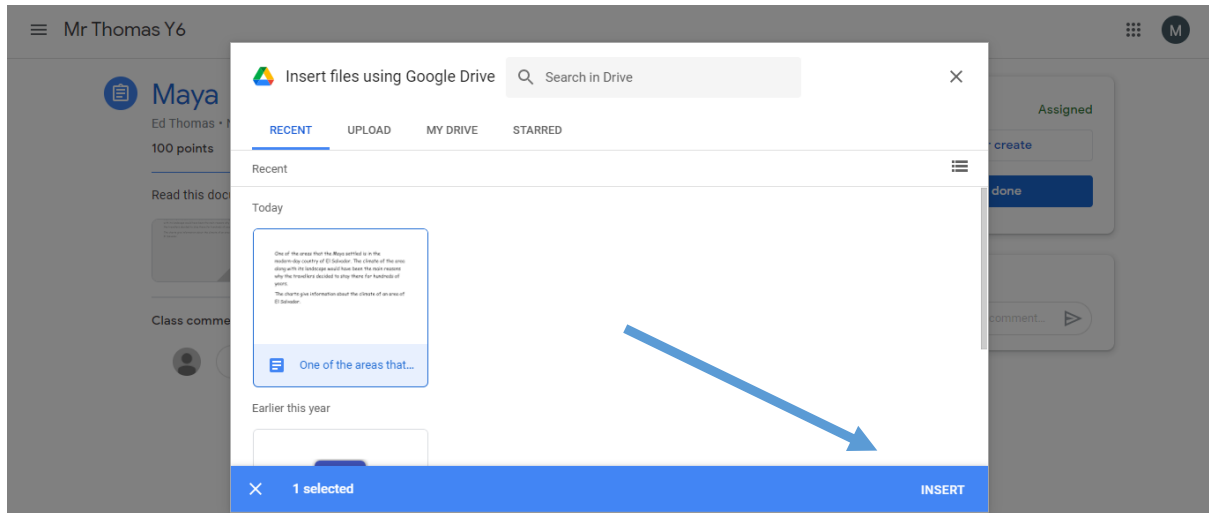 Mr Thomas Y6
M
Insert files using Google Drive
Search in Drive
Maya
Ed Thomas •
Assigned
RECENT UPLOAD MY DRIVE STARRED
100 points
create
Recent
Read this doc
done
Today
One of the areas that the Maya settled is in the
modern-day country of El Salvador. The climate of the area
along with its landscape would have been the main reasons
why the travellers decided to stay there for hundreds of
years.
The charts give information about the climate of an area of
El Salvador.
Class comme
comment...
One of the areas that...
Earlier this year
1 selected
INSERT